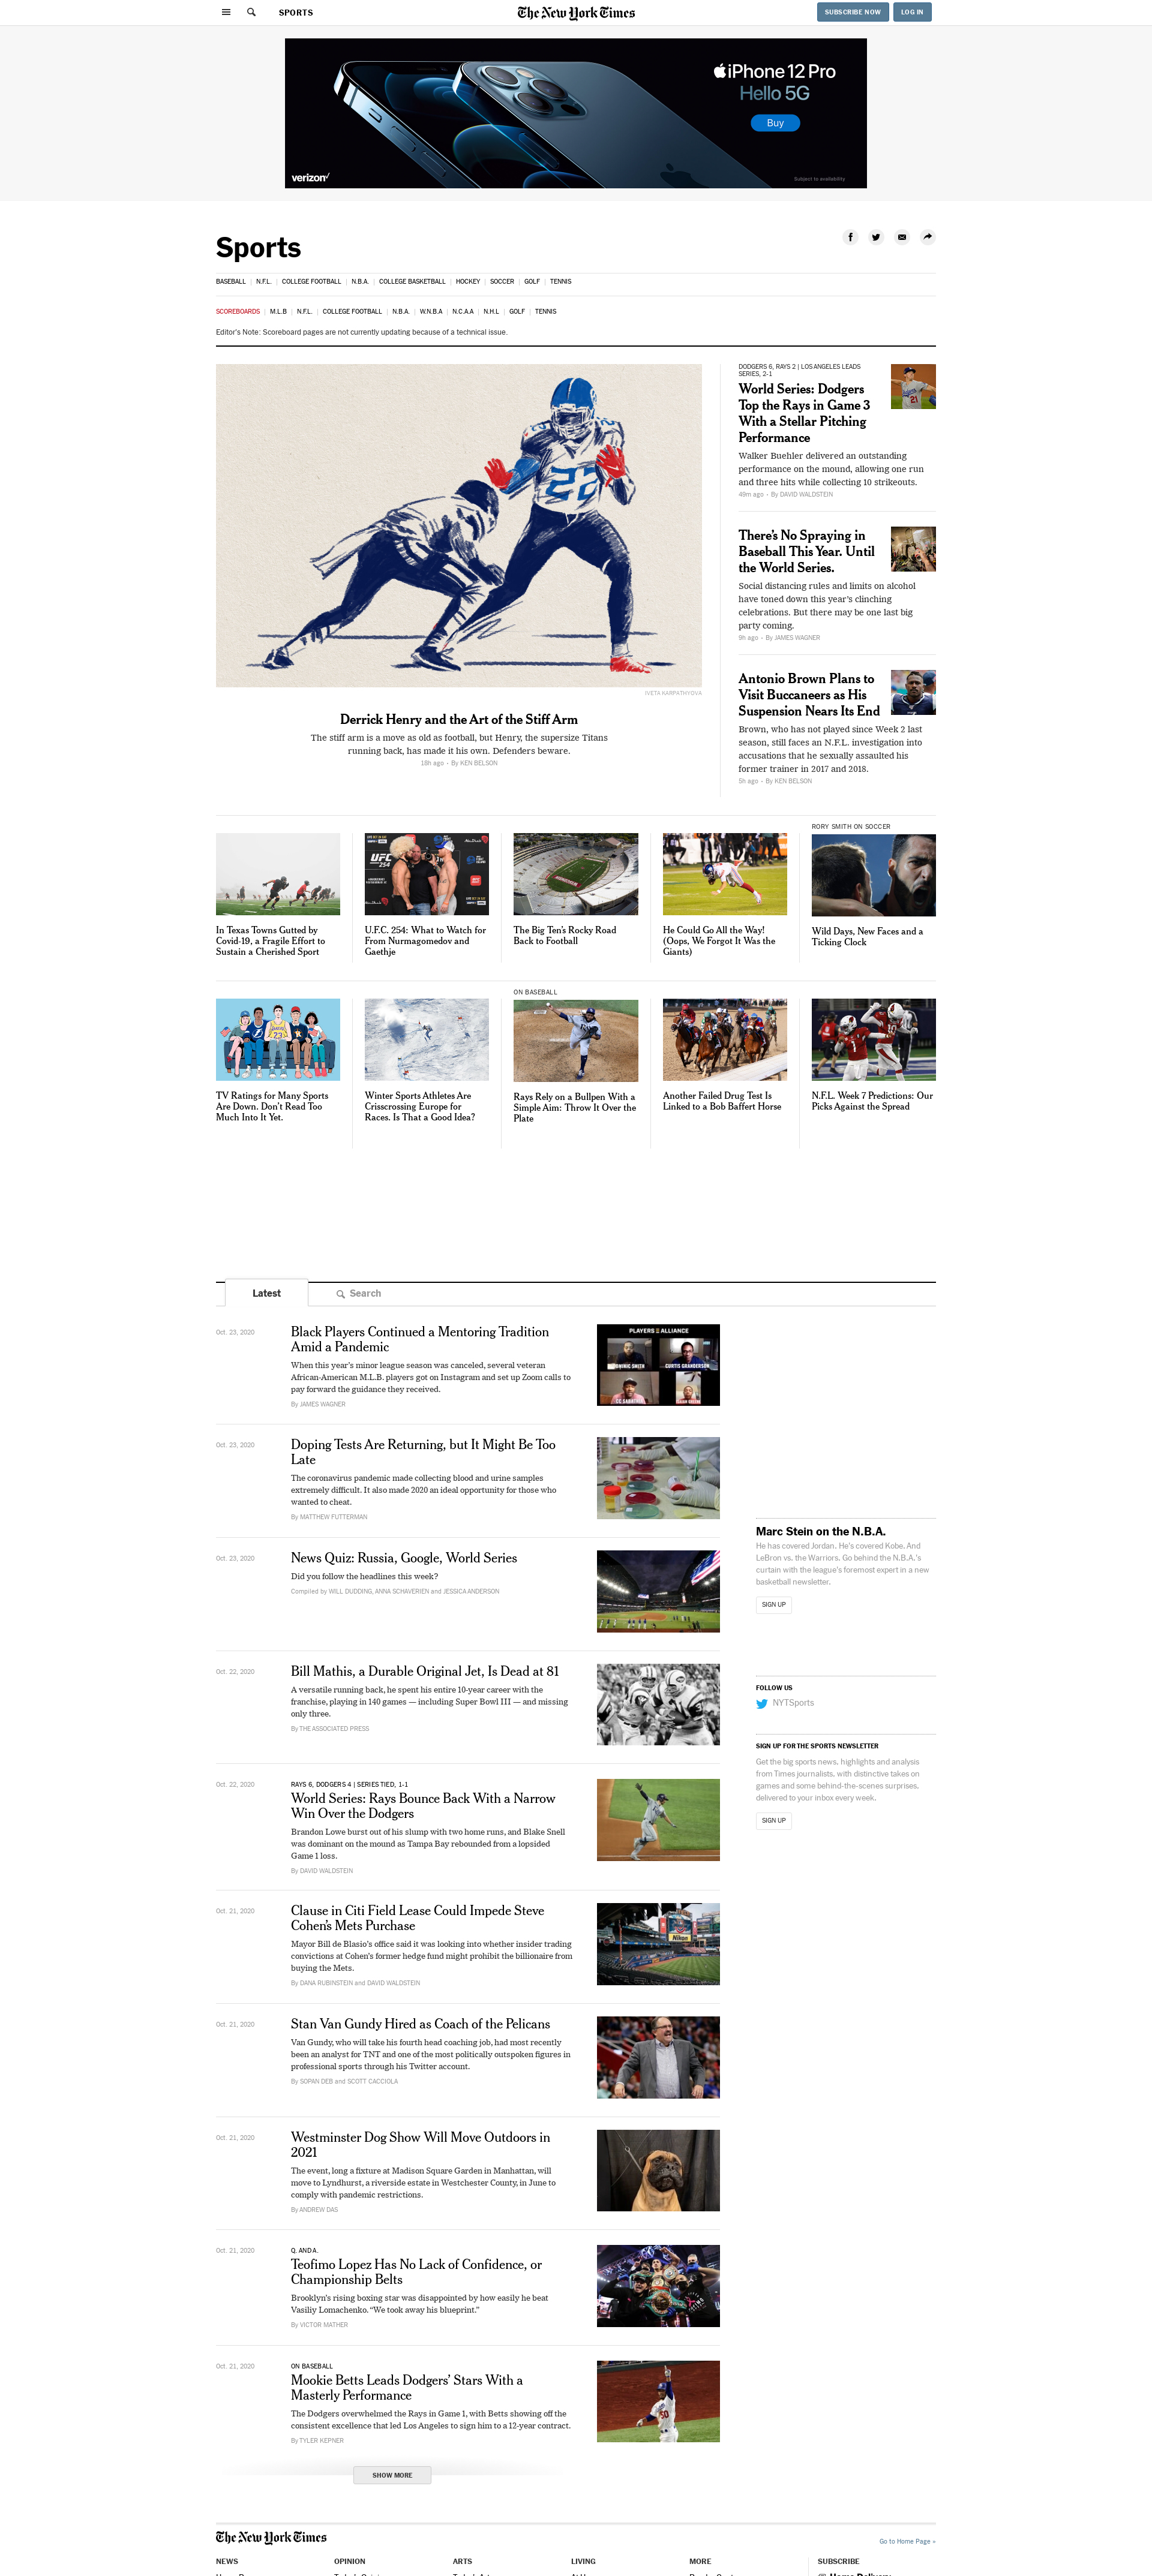 SPORTS
The New York Times
SUBSCRIBE NOW
LOG IN
iPhone 12 Pro
Hello 5G
Buy
verizon
Subject to availability
Sports
BASEBALL | N.F.L. | COLLEGE FOOTBALL | N.B.A. | COLLEGE BASKETBALL | HOCKEY | SOCCER | GOLF | TENNIS
SCOREBOARDS | M.L.B | N.F.L. | COLLEGE FOOTBALL | N.B.A. | W.N.B.A | N.C.A.A | N.H.L | GOLF | TENNIS
Editor's Note: Scoreboard pages are not currently updating because of a technical issue.
IVETA KARPATHYOVA
Derrick Henry and the Art of the Stiff Arm
The stiff arm is a move as old as football, but Henry, the supersize Titans
running back, has made it his own. Defenders beware.
18h ago · By KEN BELSON
DODGERS 6, RAYS 2 | LOS ANGELES LEADS
SERIES, 2-1
World Series: Dodgers
Top the Rays in Game 3
With a Stellar Pitching
Performance
Walker Buehler delivered an outstanding
performance on the mound, allowing one run
and three hits while collecting 10 strikeouts.
49m ago · By DAVID WALDSTEIN
There's No Spraying in
Baseball This Year. Until
the World Series.
Social distancing rules and limits on alcohol
have toned down this year's clinching
celebrations. But there may be one last big
party coming.
9h ago · By JAMES WAGNER
Antonio Brown Plans to
Visit Buccaneers as His
Suspension Nears Its End
Brown, who has not played since Week 2 last
season, still faces an N.F.L. investigation into
accusations that he sexually assaulted his
former trainer in 2017 and 2018.
5h ago · By KEN BELSON
In Texas Towns Gutted by
Covid-19, a Fragile Effort to
Sustain a Cherished Sport
UFC
254
U.F.C. 254: What to Watch for
From Nurmagomedov and
Gaethje
The Big Ten's Rocky Road
Back to Football
He Could Go All the Way!
(Oops, We Forgot It Was the
Giants)
RORY SMITH ON SOCCER
Wild Days, New Faces and a
Ticking Clock
TV Ratings for Many Sports
Are Down. Don't Read Too
Much Into It Yet.
Winter Sports Athletes Are
Crisscrossing Europe for
Races. Is That a Good Idea?
ON BASEBALL
Rays Rely on a Bullpen With a
Simple Aim: Throw It Over the
Plate
Another Failed Drug Test Is
Linked to a Bob Baffert Horse
N.F.L. Week 7 Predictions: Our
Picks Against the Spread
Latest
Search
Oct. 23, 2020
Black Players Continued a Mentoring Tradition
Amid a Pandemic
When this year's minor league season was canceled, several veteran
African-American M.L.B. players got on Instagram and set up Zoom calls to
pay forward the guidance they received.
By JAMES WAGNER
PLAYERS ALLIANCE
DOMINIC SMITH
CURTIS GRANDERSON
CC SABATHIA
Oct. 23, 2020
Doping Tests Are Returning, but It Might Be Too
Late
The coronavirus pandemic made collecting blood and urine samples
extremely difficult. It also made 2020 an ideal opportunity for those who
wanted to cheat.
By MATTHEW FUTTERMAN
Oct. 23, 2020
News Quiz: Russia, Google, World Series
Did you follow the headlines this week?
Compiled by WILL DUDDING, ANNA SCHAVERIEN and JESSICA ANDERSON
Oct. 22, 2020
Bill Mathis, a Durable Original Jet, Is Dead at 81
A versatile running back, he spent his entire 10-year career with the
franchise, playing in 140 games — including Super Bowl III — and missing
only three.
By THE ASSOCIATED PRESS
Oct. 22, 2020
RAYS 6, DODGERS 4 | SERIES TIED, 1-1
World Series: Rays Bounce Back With a Narrow
Win Over the Dodgers
Brandon Lowe burst out of his slump with two home runs, and Blake Snell
was dominant on the mound as Tampa Bay rebounded from a lopsided
Game 1 loss.
By DAVID WALDSTEIN
Oct. 21, 2020
Clause in Citi Field Lease Could Impede Steve
Cohen's Mets Purchase
Mayor Bill de Blasio's office said it was looking into whether insider trading
convictions at Cohen's former hedge fund might prohibit the billionaire from
buying the Mets.
By DANA RUBINSTEIN and DAVID WALDSTEIN
Nikon
Oct. 21, 2020
Stan Van Gundy Hired as Coach of the Pelicans
Van Gundy, who will take his fourth head coaching job, had most recently
been an analyst for TNT and one of the most politically outspoken figures in
professional sports through his Twitter account.
By SOPAN DEB and SCOTT CACCIOLA
Oct. 21, 2020
Westminster Dog Show Will Move Outdoors in
2021
The event, long a fixture at Madison Square Garden in Manhattan, will
move to Lyndhurst, a riverside estate in Westchester County, in June to
comply with pandemic restrictions.
By ANDREW DAS
Oct. 21, 2020
Q. AND A.
Teofimo Lopez Has No Lack of Confidence, or
Championship Belts
Brooklyn's rising boxing star was disappointed by how easily he beat
Vasiliy Lomachenko. “We took away his blueprint.”
By VICTOR MATHER
Oct. 21, 2020
ON BASEBALL
Mookie Betts Leads Dodgers' Stars With a
Masterly Performance
The Dodgers overwhelmed the Rays in Game 1, with Betts showing off the
consistent excellence that led Los Angeles to sign him to a 12-year contract.
By TYLER KEPNER
SHOW MORE
Marc Stein on the N.B.A.
He has covered Jordan. He's covered Kobe. And
LeBron vs. the Warriors. Go behind the N.B.A.'s
curtain with the league's foremost expert in a new
basketball newsletter.
SIGN UP
FOLLOW US
NYTSports
SIGN UP FOR THE SPORTS NEWSLETTER
Get the big sports news, highlights and analysis
from Times journalists, with distinctive takes on
games and some behind-the-scenes surprises,
delivered to your inbox every week.
SIGN UP
The New York Times
Go to Home Page »
NEWS
OPINION
ARTS
LIVING
MORE
SUBSCRIBE